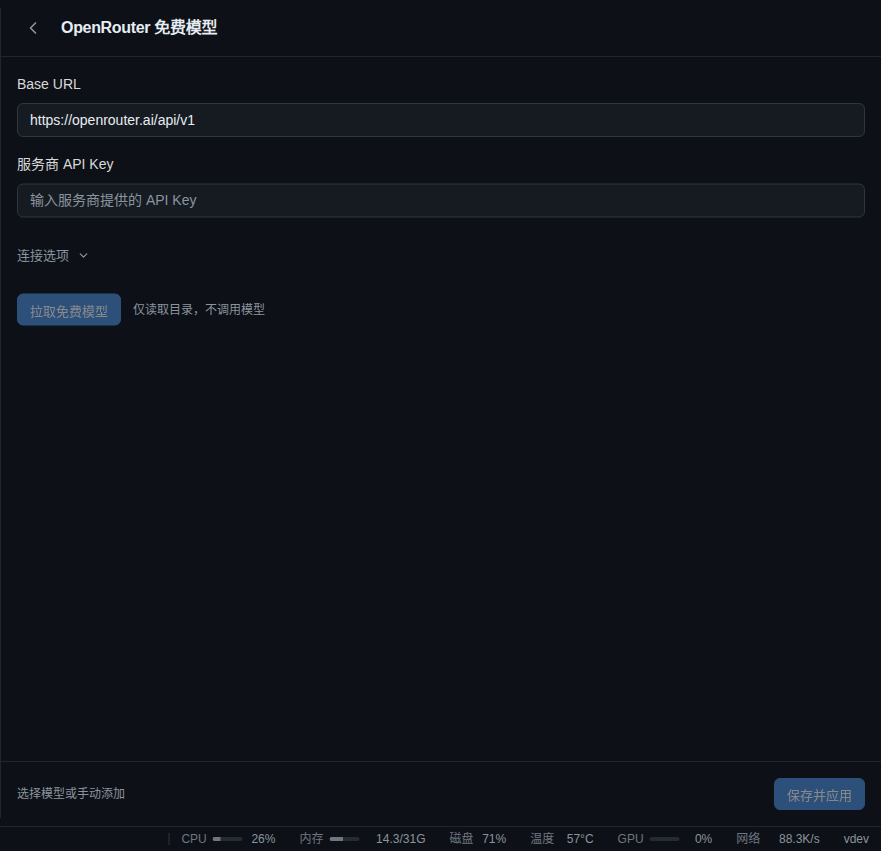 OpenRouter 免费模型
Base URL
https://openrouter.ai/api/v1
服务商 API Key
输入服务商提供的 API Key
连接选项
拉取免费模型 仅读取目录，不调用模型
选择模型或手动添加 保存并应用
CPU 26% 内存 14.3/31G 磁盘 71% 温度 57°C GPU 0% 网络 88.3K/s vdev